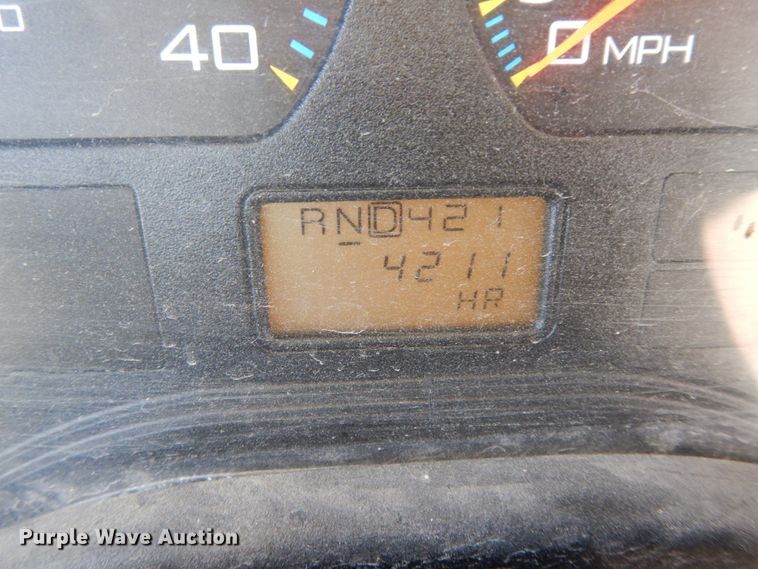 40
0 MPH
RND421
4211
HR
Purple Wave Auction